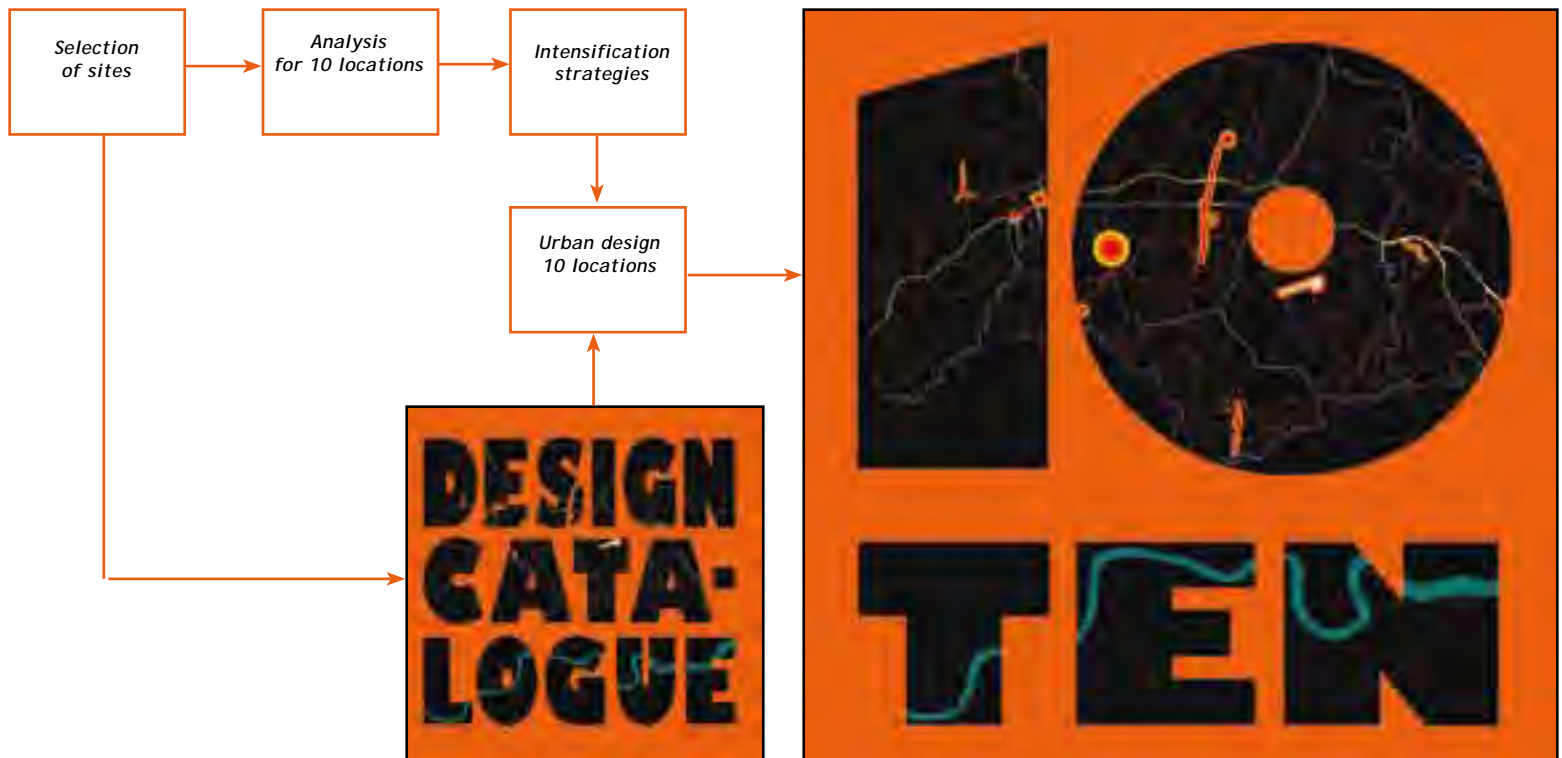 Selection
of sites
Analysis
for 10 locations
Intensification
strategies
Urban design
10 locations
DESIGN
CATA-
LOGUE
10
TEN